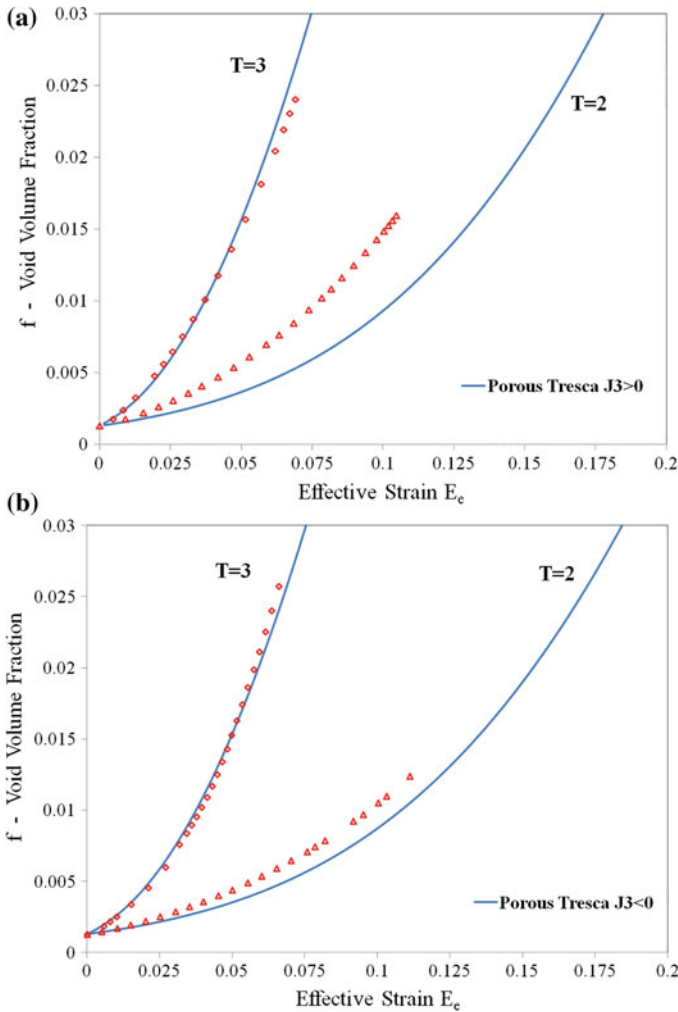 (a)
0.03
0.025
0.02
0.015
0.01
0.005
0
f - Void Volume Fraction
T=3
T=2
Porous Tresca J3>0
0 0.025 0.05 0.075 0.1 0.125 0.15 0.175 0.2
Effective Strain Ee
(b)
0.03
0.025
0.02
0.015
0.01
0.005
0
f - Void Volume Fraction
T=3
T=2
Porous Tresca J3<0
0 0.025 0.05 0.075 0.1 0.125 0.15 0.175 0.2
Effective Strain Ee